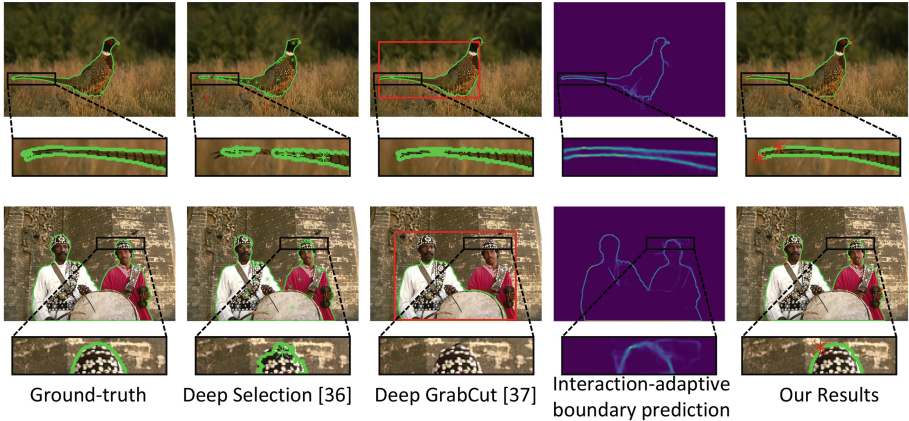 Ground-truth
Deep Selection [36]
Deep GrabCut [37]
Interaction-adaptive
boundary prediction
Our Results